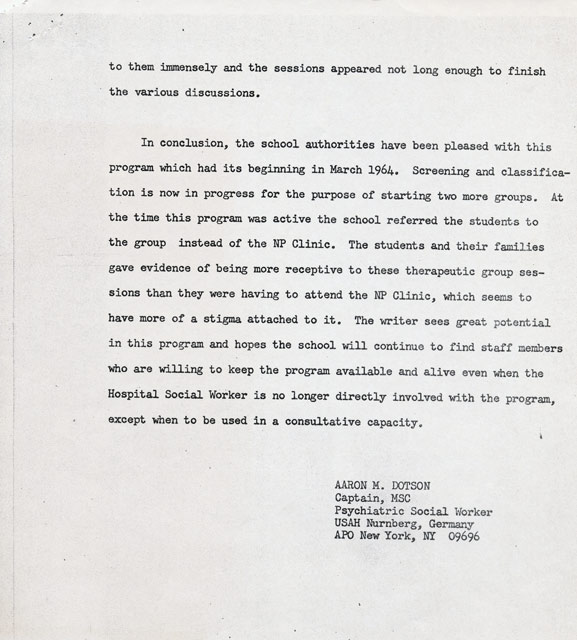 to them immensely and the sessions appeared not long enough to finish
the various discussions.
In conclusion, the school authorities have been pleased with this
program which had its beginning in March 1964. Screening and classifica-
tion is now in progress for the purpose of starting two more groups. At
the time this program was active the school referred the students to
the group instead of the NP Clinic. The students and their families
gave evidence of being more receptive to these therapeutic group ses-
sions than they were having to attend the NP Clinic, which seems to
have more of a stigma attached to it. The writer sees great potential
in this program and hopes the school will continue to find staff members
who are willing to keep the program available and alive even when the
Hospital Social Worker is no longer directly involved with the program,
except when to be used in a consultative capacity.
AARON M. DOTSON
Captain, MSC
Psychiatric Social Worker
USAH Nurnberg, Germany
APO New York, NY 09696